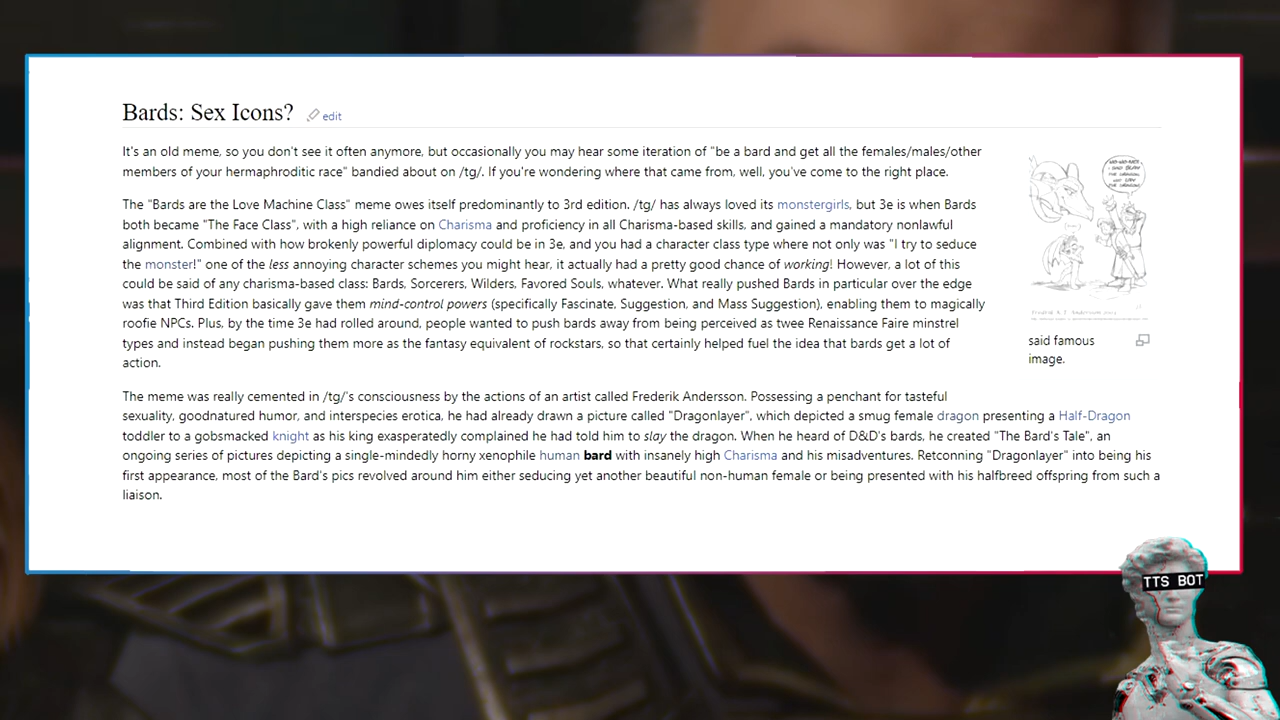 Bards: Sex Icons? edit
It's an old meme, so you don't see it often anymore, but occasionally you may hear some iteration of "be a bard and get all the females/males/other
members of your hermaphroditic race" bandied about on /tg/. If you're wondering where that came from, well, you've come to the right place.
The "Bards are the Love Machine Class" meme owes itself predominantly to 3rd edition. /tg/ has always loved its monstergirls, but 3e is when Bards
both became "The Face Class", with a high reliance on Charisma and proficiency in all Charisma-based skills, and gained a mandatory nonlawful
alignment. Combined with how brokenly powerful diplomacy could be in 3e, and you had a character class type where not only was "I try to seduce
the monster!" one of the less annoying character schemes you might hear, it actually had a pretty good chance of working! However, a lot of this
could be said of any charisma-based class: Bards, Sorcerers, Wilders, Favored Souls, whatever. What really pushed Bards in particular over the edge
was that Third Edition basically gave them mind-control powers (specifically Fascinate, Suggestion, and Mass Suggestion), enabling them to magically
roofie NPCs. Plus, by the time 3e had rolled around, people wanted to push bards away from being perceived as twee Renaissance Faire minstrel
types and instead began pushing them more as the fantasy equivalent of rockstars, so that certainly helped fuel the idea that bards get a lot of
action.
NO-NO-NO!
I SAID SLAY
THE DRAGON,
NOT LAY
THE DRAGON!
said famous
image.
The meme was really cemented in /tg/'s consciousness by the actions of an artist called Frederik Andersson. Possessing a penchant for tasteful
sexuality, goodnatured humor, and interspecies erotica, he had already drawn a picture called "Dragonlayer", which depicted a smug female dragon presenting a Half-Dragon
toddler to a gobsmacked knight as his king exasperatedly complained he had told him to slay the dragon. When he heard of D&D's bards, he created "The Bard's Tale", an
ongoing series of pictures depicting a single-mindedly horny xenophile human bard with insanely high Charisma and his misadventures. Retconning "Dragonlayer" into being his
first appearance, most of the Bard's pics revolved around him either seducing yet another beautiful non-human female or being presented with his halfbreed offspring from such a
liaison.
TTS BOT